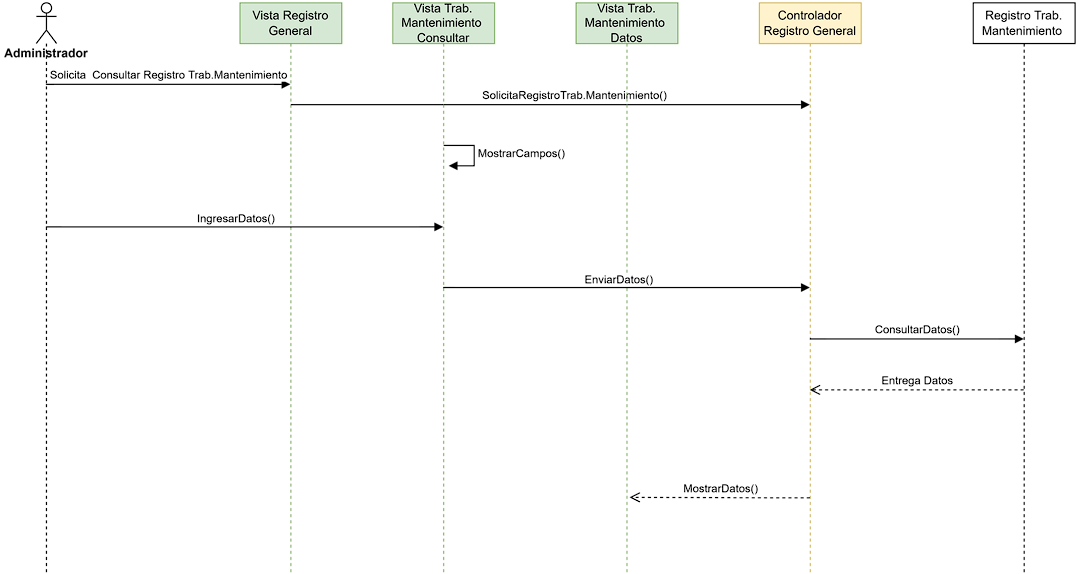 Administrador
Vista Registro
General
Vista Trab.
Mantenimiento
Consultar
Vista Trab.
Mantenimiento
Datos
Controlador
Registro General
Registro Trab.
Mantenimiento
Solicita Consultar Registro Trab.Mantenimiento
SolicitaRegistroTrab.Mantenimiento()
MostrarCampos()
IngresarDatos()
EnviarDatos()
ConsultarDatos()
Entrega Datos
MostrarDatos()